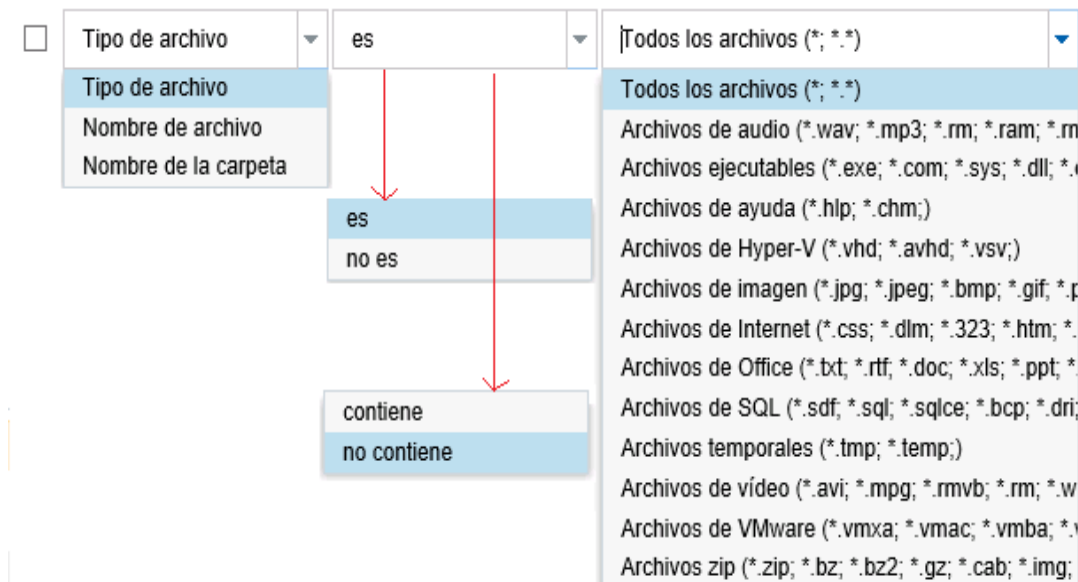 Tipo de archivo
es
Todos los archivos (*; *.*)
Tipo de archivo
Nombre de archivo
Nombre de la carpeta
es
no es
contiene
no contiene
Todos los archivos (*; *.*)
Archivos de audio (*.wav; *.mp3; *.rm; *.ram; *.rm
Archivos ejecutables (*.exe; *.com; *.sys; *.dll; *.
Archivos de ayuda (*.hlp; *.chm;)
Archivos de Hyper-V (*.vhd; *.avhd; *.vsv;)
Archivos de imagen (*.jpg; *.jpeg; *.bmp; *.gif; *.p
Archivos de Internet (*.css; *.dlm; *.323; *.htm; *.
Archivos de Office (*.txt; *.rtf; *.doc; *.xls; *.ppt; *.
Archivos de SQL (*.sdf; *.sql; *.sqlce; *.bcp; *.dri;
Archivos temporales (*.tmp; *.temp;)
Archivos de vídeo (*.avi; *.mpg; *.rmvb; *.rm; *.w
Archivos de VMware (*.vmxa; *.vmac; *.vmba; *.v
Archivos zip (*.zip; *.bz; *.bz2; *.gz; *.cab; *.img;